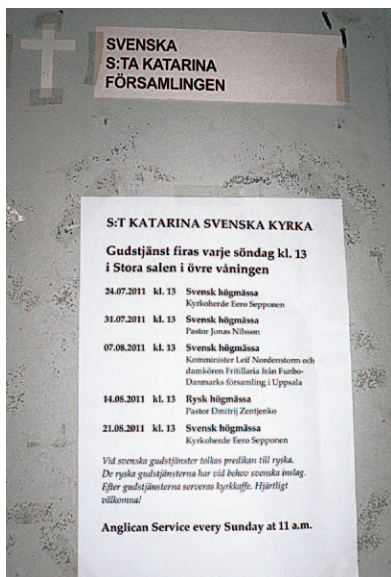 SVENSKA
S:TA KATARINA
FÖRSAMLINGEN
S:T KATARINA SVENSKA KYRKA
Gudstjänst firas varje söndag kl. 13
i Stora salen i övre våningen
24.07.2011 kl. 13 Svensk högmässa
Kyrkoherde Eero Sepponen
31.07.2011 kl. 13 Svensk högmässa
Pastor Jonas Nilsson
07.08.2011 kl. 13 Svensk högmässa
Komminister Leif Nordenstorm och
damkören Fritillaria från Funbo-
Danmarks församling i Uppsala
14.08.2011 kl. 13 Rysk högmässa
Pastor Dmitrij Zentjenko
21.08.2011 kl. 13 Svensk högmässa
Kyrkoherde Eero Sepponen
Vid svenska gudstjänster tolkas predikan till ryska.
De ryska gudstjänsterna har vid behov svenska inslag.
Efter gudstjänsterna serveras kyrkkaffe. Hjärtligt
välkomna!
Anglican Service every Sunday at 11 a.m.